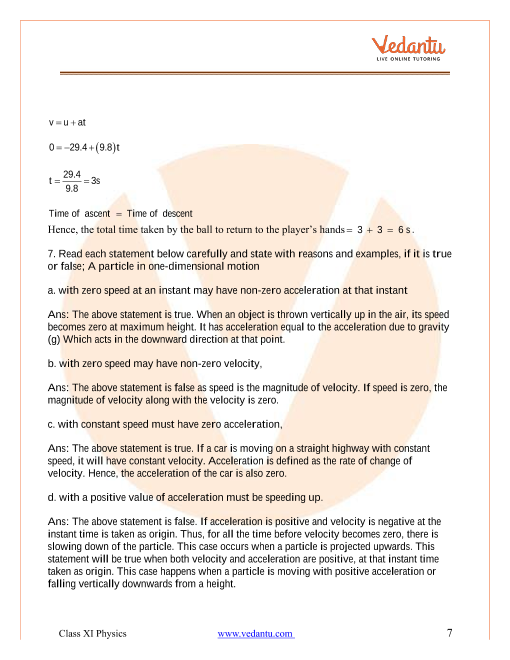 Vedantu
LIVE ONLINE TUTORING
v = u + at
0 = −29.4 + (9.8)t
t = 29.4/9.8 = 3s
Time of ascent = Time of descent
Hence, the total time taken by the ball to return to the player's hands = 3 + 3 = 6 s.
7. Read each statement below carefully and state with reasons and examples, if it is true
or false; A particle in one-dimensional motion
a. with zero speed at an instant may have non-zero acceleration at that instant
Ans: The above statement is true. When an object is thrown vertically up in the air, its speed
becomes zero at maximum height. It has acceleration equal to the acceleration due to gravity
(g) Which acts in the downward direction at that point.
b. with zero speed may have non-zero velocity,
Ans: The above statement is false as speed is the magnitude of velocity. If speed is zero, the
magnitude of velocity along with the velocity is zero.
c. with constant speed must have zero acceleration,
Ans: The above statement is true. If a car is moving on a straight highway with constant
speed, it will have constant velocity. Acceleration is defined as the rate of change of
velocity. Hence, the acceleration of the car is also zero.
d. with a positive value of acceleration must be speeding up.
Ans: The above statement is false. If acceleration is positive and velocity is negative at the
instant time is taken as origin. Thus, for all the time before velocity becomes zero, there is
slowing down of the particle. This case occurs when a particle is projected upwards. This
statement will be true when both velocity and acceleration are positive, at that instant time
taken as origin. This case happens when a particle is moving with positive acceleration or
falling vertically downwards from a height.
Class XI Physics
www.vedantu.com
7